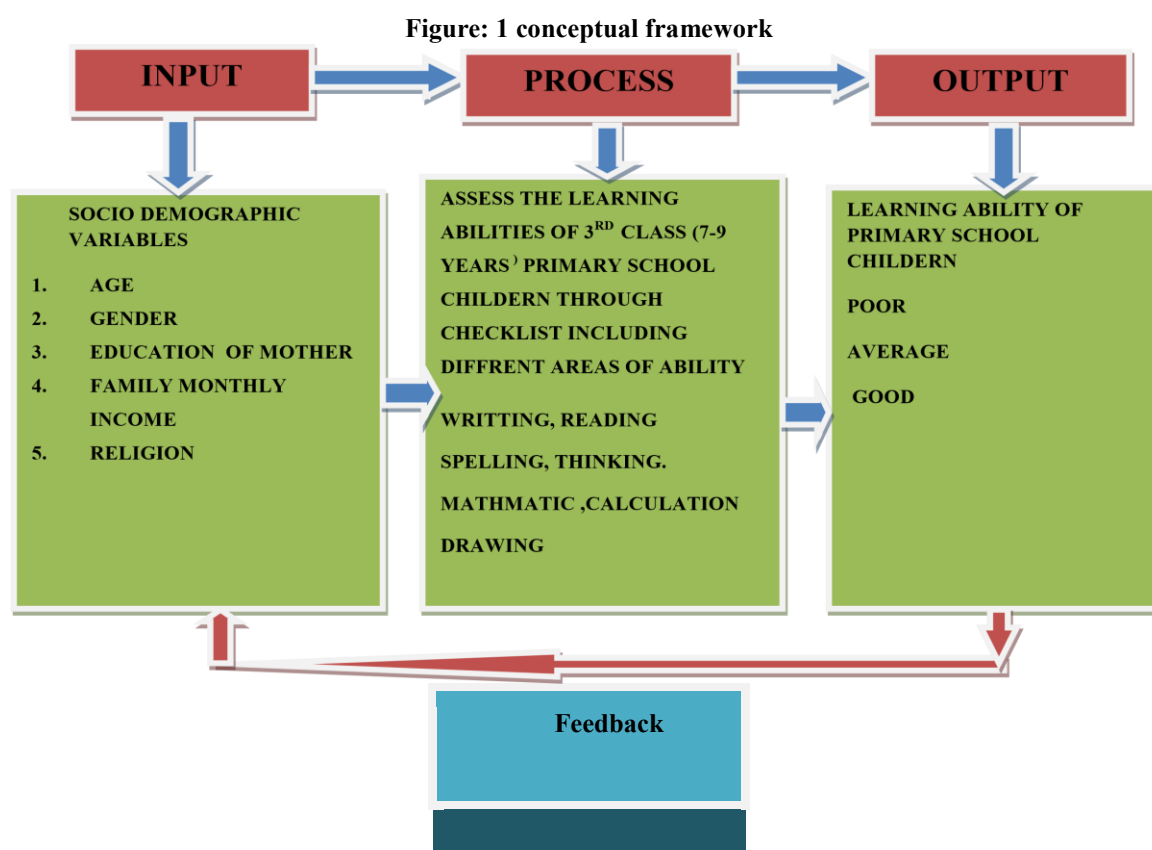 Figure: 1 conceptual framework
INPUT
PROCESS
OUTPUT
SOCIO DEMOGRAPHIC
VARIABLES
1. AGE
2. GENDER
3. EDUCATION OF MOTHER
4. FAMILY MONTHLY
INCOME
5. RELIGION
ASSESS THE LEARNING
ABILITIES OF 3RD CLASS (7-9
YEARS) PRIMARY SCHOOL
CHILDERN THROUGH
CHECKLIST INCLUDING
DIFFRENT AREAS OF ABILITY
WRITTING, READING
SPELLING, THINKING.
MATHMATIC ,CALCULATION
DRAWING
LEARNING ABILITY OF
PRIMARY SCHOOL
CHILDERN
POOR
AVERAGE
GOOD
Feedback